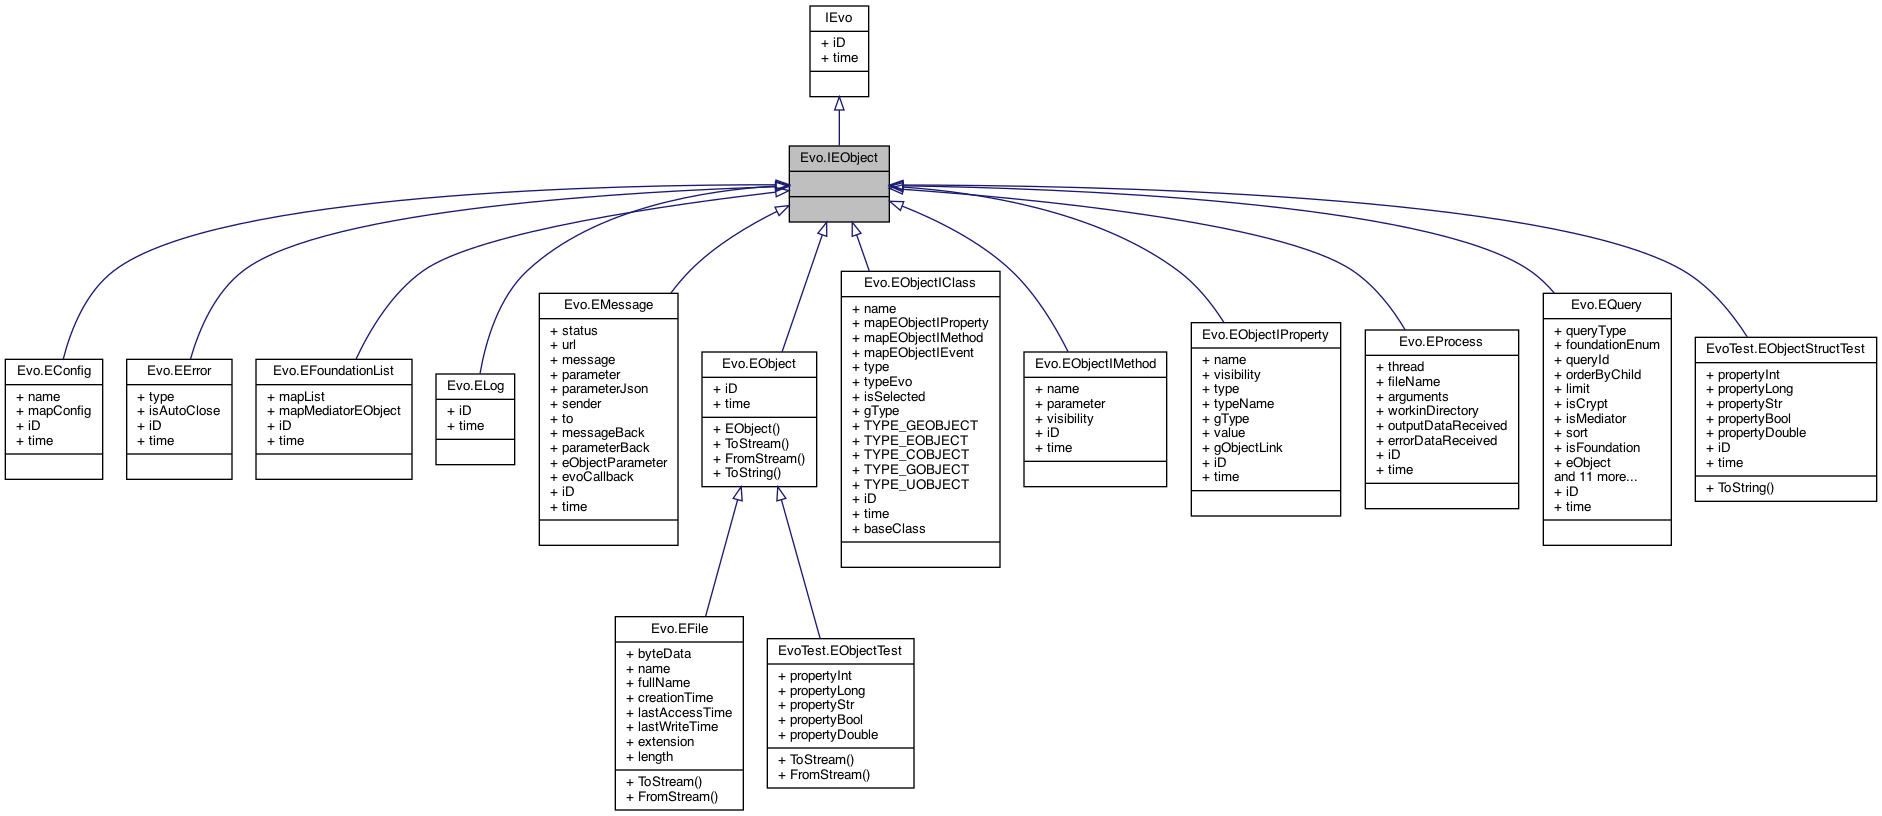 IEvo
+ iD
+ time
Evo.IEObject
Evo.EConfig
+ name
+ mapConfig
+ iD
+ time
Evo.EError
+ type
+ isAutoClose
+ iD
+ time
Evo.EFoundationList
+ mapList
+ mapMediatorEObject
+ iD
+ time
Evo.ELog
+ iD
+ time
Evo.EMessage
+ status
+ url
+ message
+ parameter
+ parameterJson
+ sender
+ to
+ messageBack
+ parameterBack
+ eObjectParameter
+ evoCallback
+ iD
+ time
Evo.EObject
+ iD
+ time
+ EObject()
+ ToStream()
+ FromStream()
+ ToString()
Evo.EObjectIClass
+ name
+ mapEObjectIProperty
+ mapEObjectIMethod
+ mapEObjectIEvent
+ type
+ typeEvo
+ isSelected
+ gType
+ TYPE_GEOBJECT
+ TYPE_EOBJECT
+ TYPE_COBJECT
+ TYPE_GOBJECT
+ TYPE_UOBJECT
+ iD
+ time
+ baseClass
Evo.EObjectIMethod
+ name
+ parameter
+ visibility
+ iD
+ time
Evo.EObjectIProperty
+ name
+ visibility
+ type
+ typeName
+ gType
+ value
+ gObjectLink
+ iD
+ time
Evo.EProcess
+ thread
+ fileName
+ arguments
+ workinDirectory
+ outputDataReceived
+ errorDataReceived
+ iD
+ time
Evo.EQuery
+ queryType
+ foundationEnum
+ queryId
+ orderByChild
+ limit
+ isCrypt
+ isMediator
+ sort
+ isFoundation
+ eObject
and 11 more...
+ iD
+ time
EvoTest.EObjectStructTest
+ propertyInt
+ propertyLong
+ propertyStr
+ propertyBool
+ propertyDouble
+ iD
+ time
+ ToString()
Evo.EFile
+ byteData
+ name
+ fullName
+ creationTime
+ lastAccessTime
+ lastWriteTime
+ extension
+ length
+ ToStream()
+ FromStream()
EvoTest.EObjectTest
+ propertyInt
+ propertyLong
+ propertyStr
+ propertyBool
+ propertyDouble
+ ToStream()
+ FromStream()